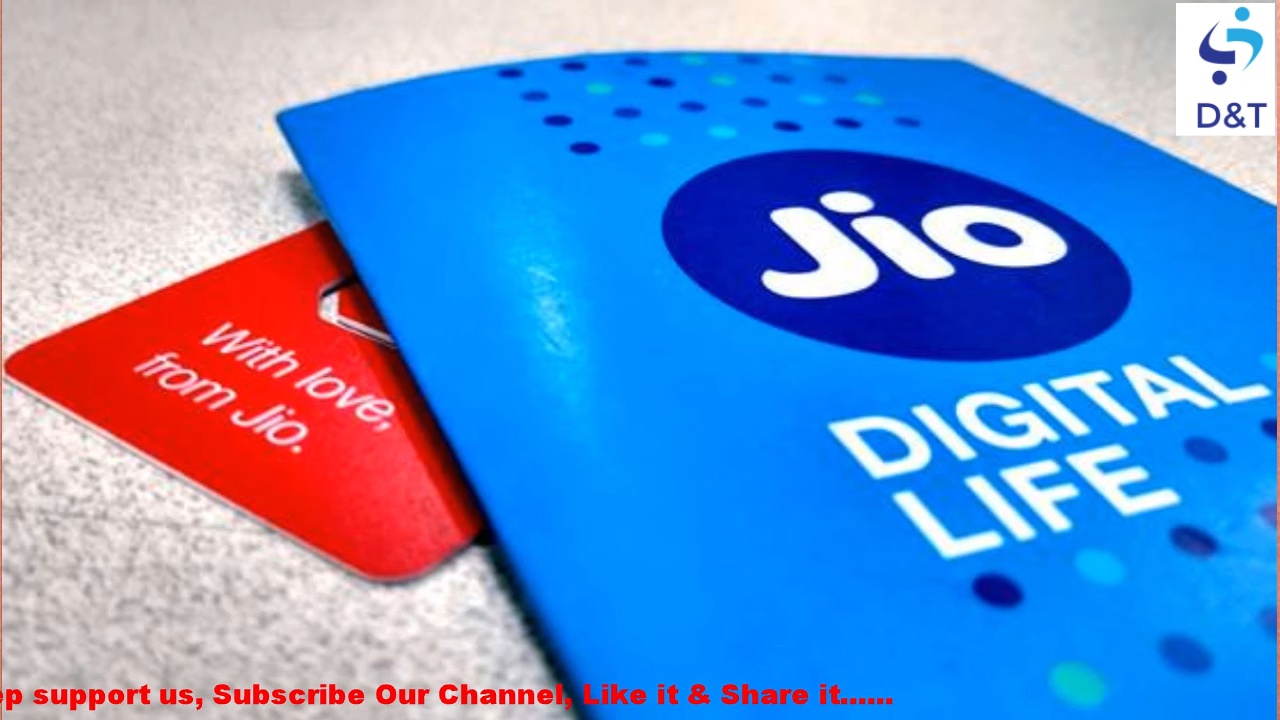 D&T
Jio
DIGITAL
LIFE
With love,
from Jio.
support us, Subscribe Our Channel, Like it & Share it......